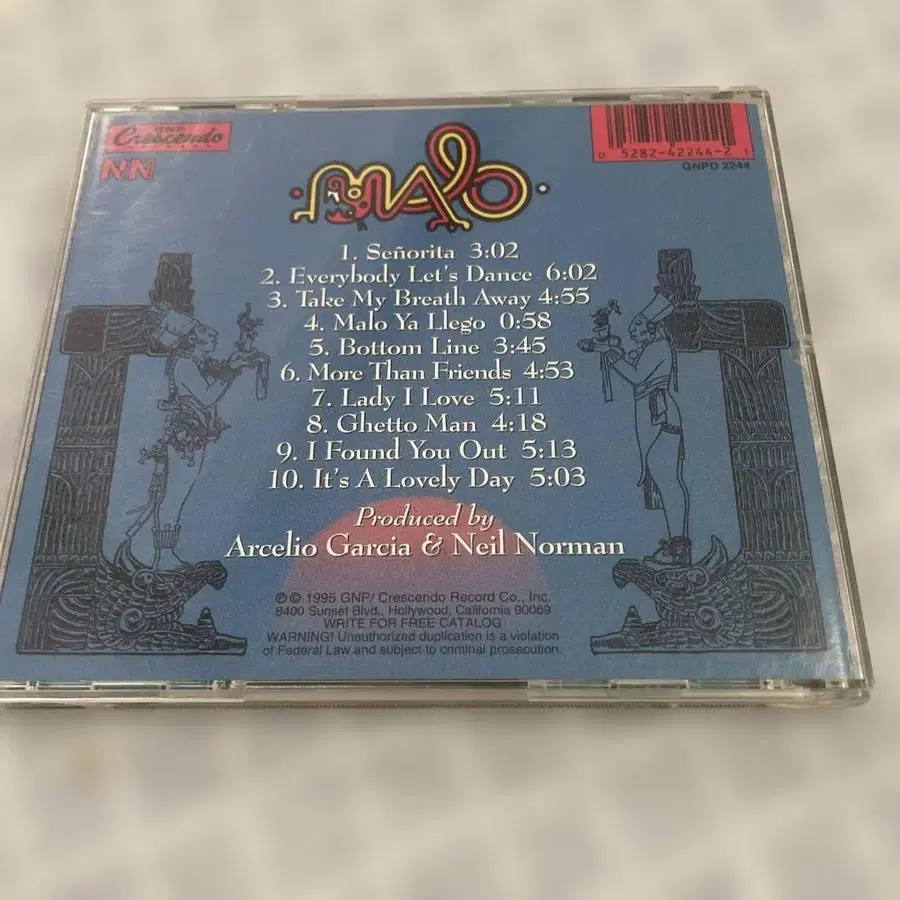 GNP
Crescendo
RECORDS
NN
MALO
0 5282-42244-2 1
GNPD 2244
1. Señorita 3:02
2. Everybody Let's Dance 6:02
3. Take My Breath Away 4:55
4. Malo Ya Llego 0:58
5. Bottom Line 3:45
6. More Than Friends 4:53
7. Lady I Love 5:11
8. Ghetto Man 4:18
9. I Found You Out 5:13
10. It's A Lovely Day 5:03
Produced by
Arcelio Garcia & Neil Norman
℗ © 1995 GNP/ Crescendo Record Co., Inc.
8400 Sunset Blvd., Hollywood, California 90069
WRITE FOR FREE CATALOG
WARNING! Unauthorized duplication is a violation
of Federal Law and subject to criminal prosecution.